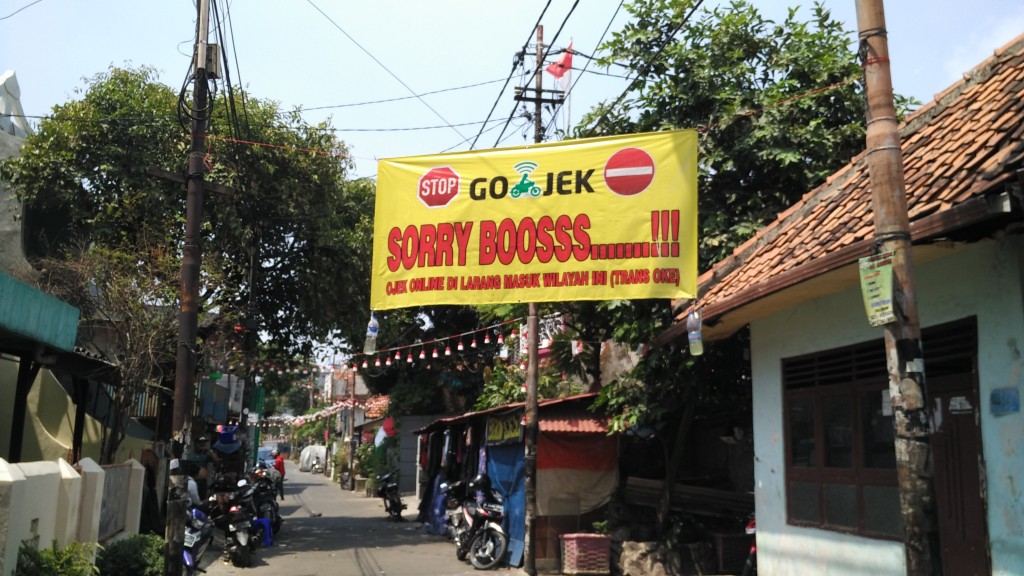 STOP GO JEK
SORRY BOOSSS.........!!!
OJEK ONLINE DI LARANG MASUK WILAYAH INI (TRANS OKE)